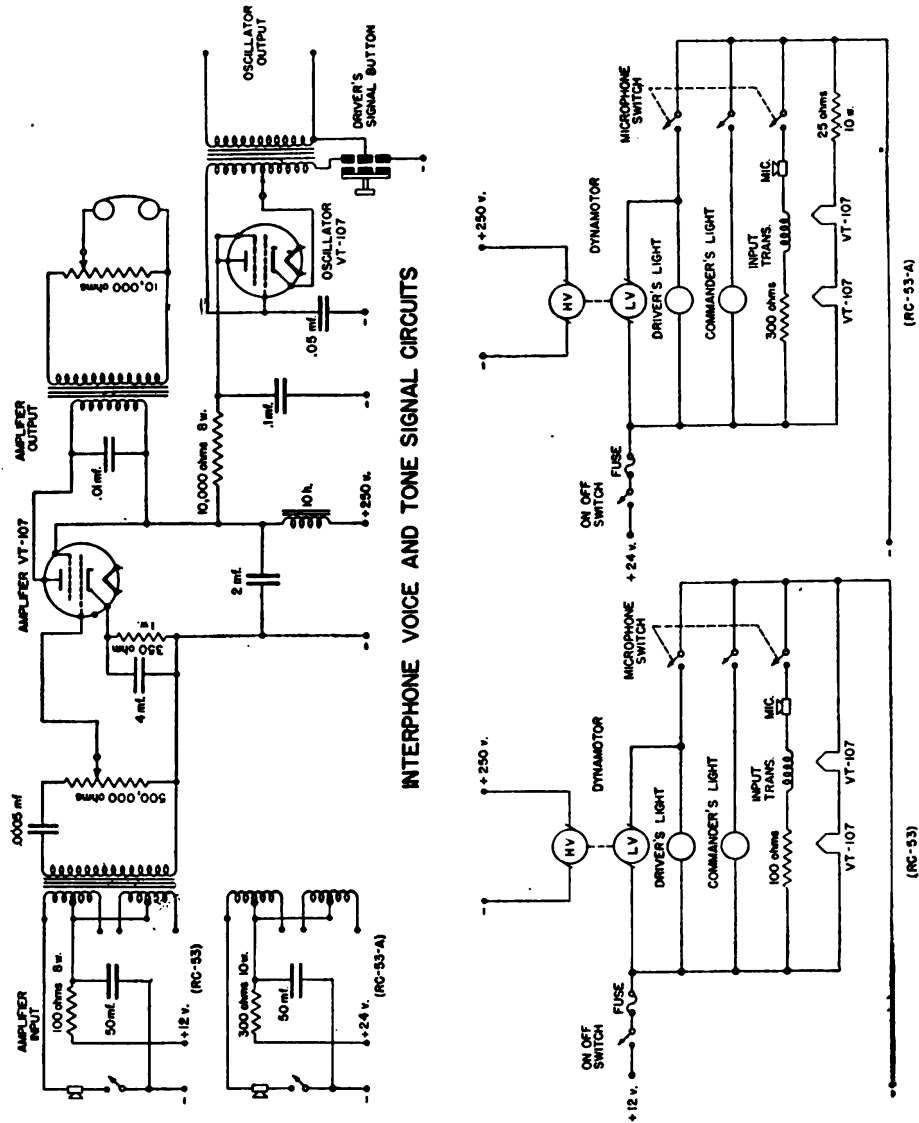 AMPLIFIER
INPUT
100 ohms 8 w.
50 mf.
+12 v.
-
(RC-53)
300 ohms 10 w.
50 mf.
+24 v.
-
(RC-53-A)
.0005 mf
500,000 ohms
4 mf.
350 ohm
1 w.
AMPLIFIER VT-107
.01 mf.
AMPLIFIER
OUTPUT
10,000 ohms
2 mf.
10 h.
-
+250 v.
10,000 ohms 8 w.
.1 mf.
-
.05 mf.
-
OSCILLATOR
VT-107
OSCILLATOR
OUTPUT
DRIVER'S
SIGNAL BUTTON
-
INTERPHONE VOICE AND TONE SIGNAL CIRCUITS
-
+250 v.
HV
DYNAMOTOR
LV
ON OFF
SWITCH
FUSE
+12 v.
DRIVER'S LIGHT
COMMANDER'S LIGHT
MICROPHONE
SWITCH
100 ohms
INPUT
TRANS.
MIC.
VT-107
VT-107
-
(RC-53)
-
+250 v.
HV
DYNAMOTOR
LV
ON OFF
SWITCH
FUSE
+24 v.
DRIVER'S LIGHT
COMMANDER'S LIGHT
MICROPHONE
SWITCH
300 ohms
INPUT
TRANS.
MIC.
VT-107
VT-107
25 ohms
10 w.
-
(RC-53-A)